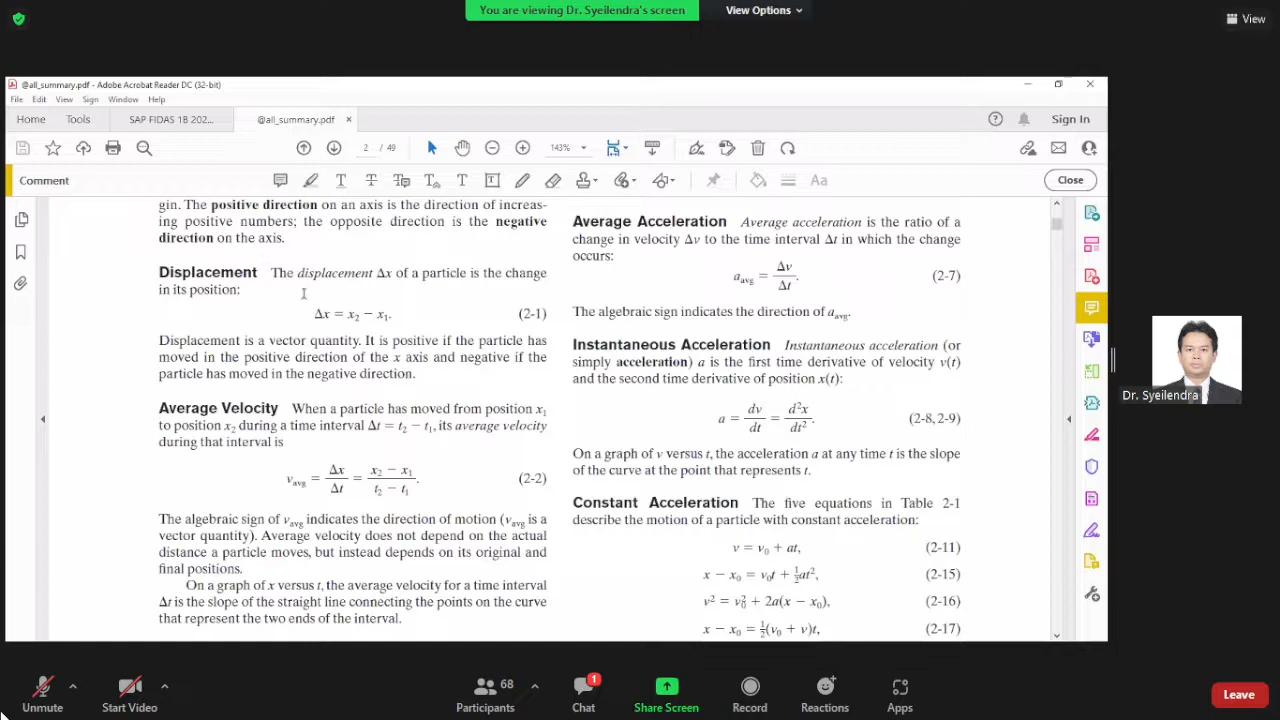 You are viewing Dr. Syeilendra's screen
View Options
View
@all_summary.pdf - Adobe Acrobat Reader DC (32-bit)
File Edit View Sign Window Help
Home Tools SAP FIDAS 1B 202... @all_summary.pdf × Sign In
2 / 49 143%
Comment Close
gin. The positive direction on an axis is the direction of increas-
ing positive numbers; the opposite direction is the negative
direction on the axis.
Displacement The displacement Δx of a particle is the change
in its position:
Δx = x₂ − x₁. (2-1)
Displacement is a vector quantity. It is positive if the particle has
moved in the positive direction of the x axis and negative if the
particle has moved in the negative direction.
Average Velocity When a particle has moved from position x₁
to position x₂ during a time interval Δt = t₂ − t₁, its average velocity
during that interval is
v_avg = Δx/Δt = (x₂ − x₁)/(t₂ − t₁). (2-2)
The algebraic sign of v_avg indicates the direction of motion (v_avg is a
vector quantity). Average velocity does not depend on the actual
distance a particle moves, but instead depends on its original and
final positions.
On a graph of x versus t, the average velocity for a time interval
Δt is the slope of the straight line connecting the points on the curve
that represent the two ends of the interval.
Average Acceleration Average acceleration is the ratio of a
change in velocity Δv to the time interval Δt in which the change
occurs:
a_avg = Δv/Δt. (2-7)
The algebraic sign indicates the direction of a_avg.
Instantaneous Acceleration Instantaneous acceleration (or
simply acceleration) a is the first time derivative of velocity v(t)
and the second time derivative of position x(t):
a = dv/dt = d²x/dt². (2-8, 2-9)
On a graph of v versus t, the acceleration a at any time t is the slope
of the curve at the point that represents t.
Constant Acceleration The five equations in Table 2-1
describe the motion of a particle with constant acceleration:
v = v₀ + at, (2-11)
x − x₀ = v₀t + ½at², (2-15)
v² = v₀² + 2a(x − x₀), (2-16)
x − x₀ = ½(v₀ + v)t, (2-17)
Dr. Syeilendra
68 1
Unmute Start Video Participants Chat Share Screen Record Reactions Apps Leave